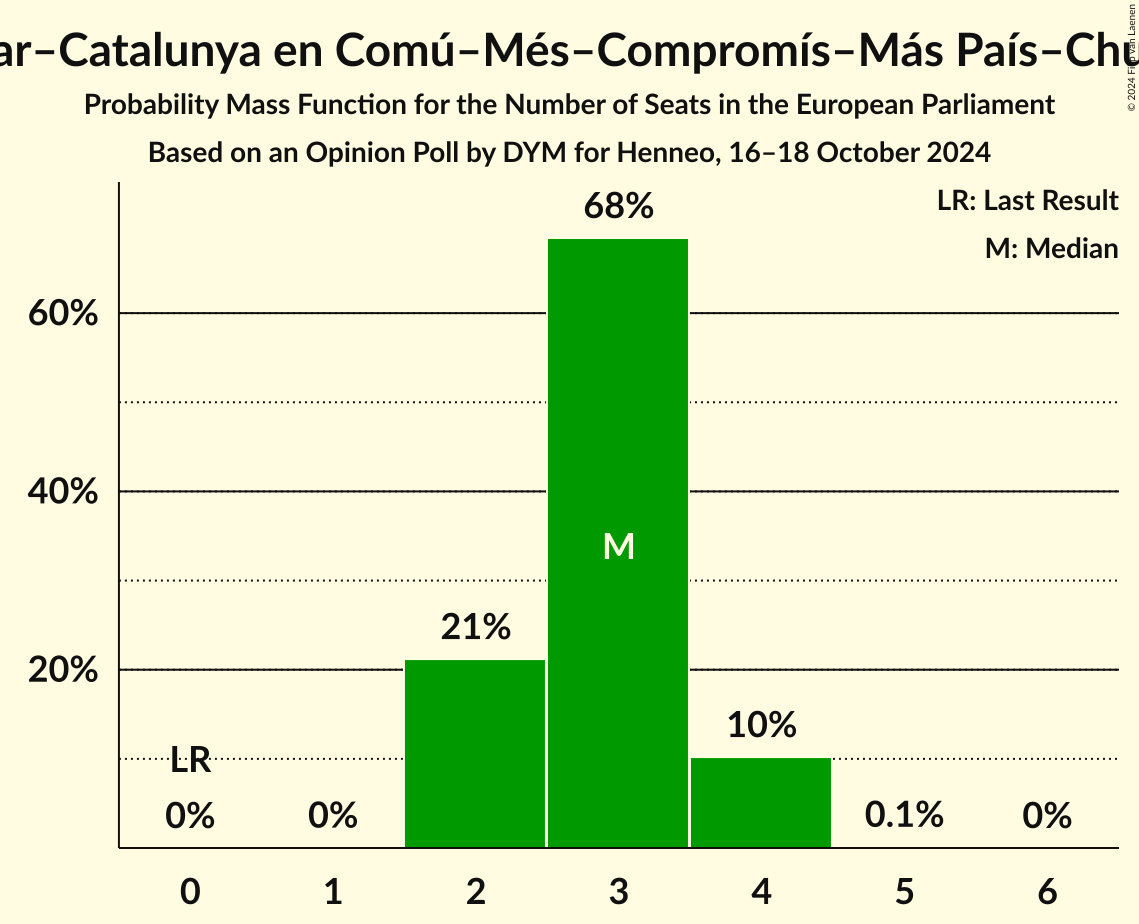 ar–Catalunya en Comú–Més–Compromís–Más País–Chu
Probability Mass Function for the Number of Seats in the European Parliament
Based on an Opinion Poll by DYM for Henneo, 16–18 October 2024
© 2024 Filip van Laenen
LR: Last Result
M: Median
68%
60%
40%
M
21%
20%
10%
LR
0%
0%
0.1%
0%
0
1
2
3
4
5
6